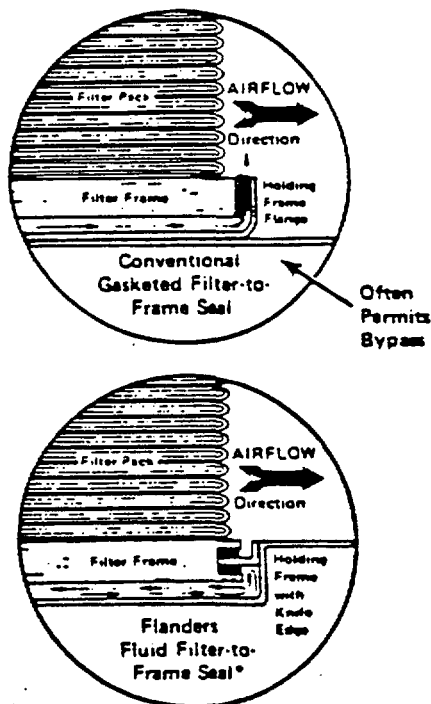 Filter Pack
AIRFLOW
Direction
Filter Frame
Holding
Frame
Flange
Conventional
Gasketed Filter-to-
Frame Seal
Often
Permits
Bypass
Filter Pack
AIRFLOW
Direction
Filter Frame
Holding
Frame
with
Knife
Edge
Flanders
Fluid Filter-to-
Frame Seal*